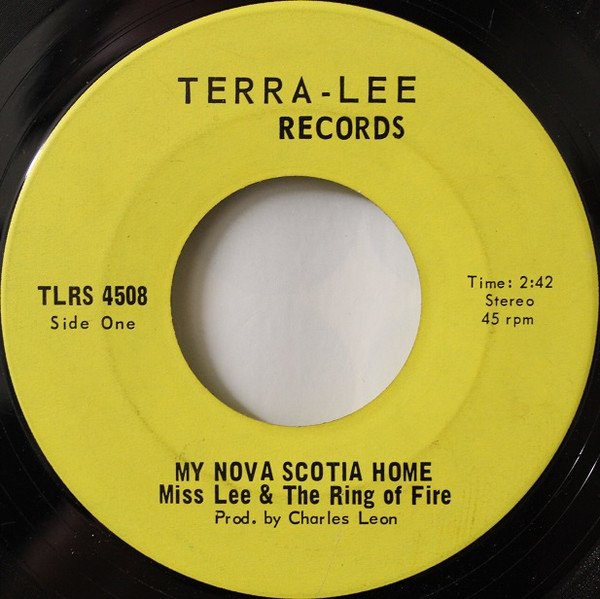 TERRA-LEE
RECORDS
TLRS 4508
Side One
Time: 2:42
Stereo
45 rpm
MY NOVA SCOTIA HOME
Miss Lee & The Ring of Fire
Prod. by Charles Leon